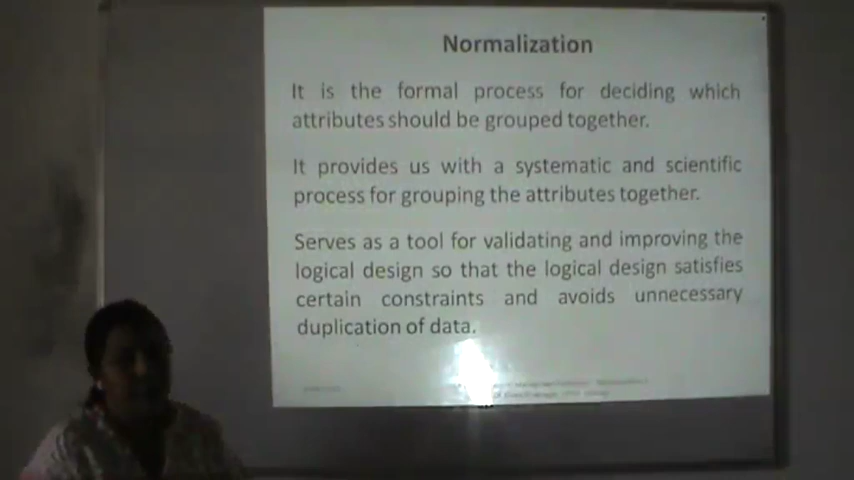 Normalization
It is the formal process for deciding which
attributes should be grouped together.
It provides us with a systematic and scientific
process for grouping the attributes together.
Serves as a tool for validating and improving the
logical design so that the logical design satisfies
certain constraints and avoids unnecessary
duplication of data.